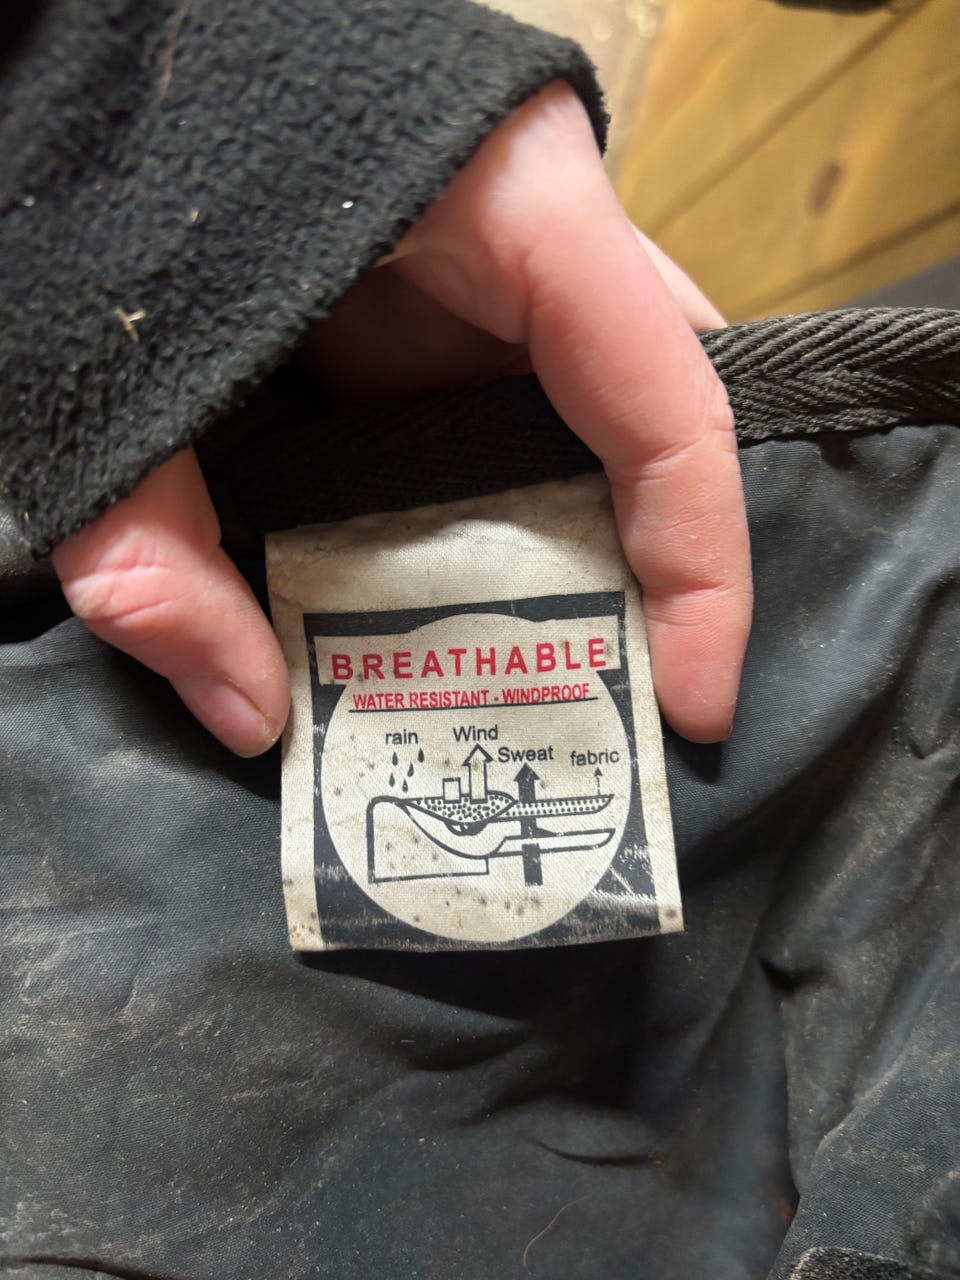 BREATHABLE
WATER RESISTANT - WINDPROOF
rain Wind Sweat fabric